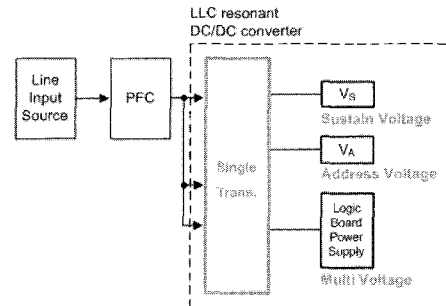 LLC resonant
DC/DC converter
Line
Input
Source
PFC
Single
Trans.
VS
Sustain Voltage
VA
Address Voltage
Logic
Board
Power
Supply
Multi Voltage